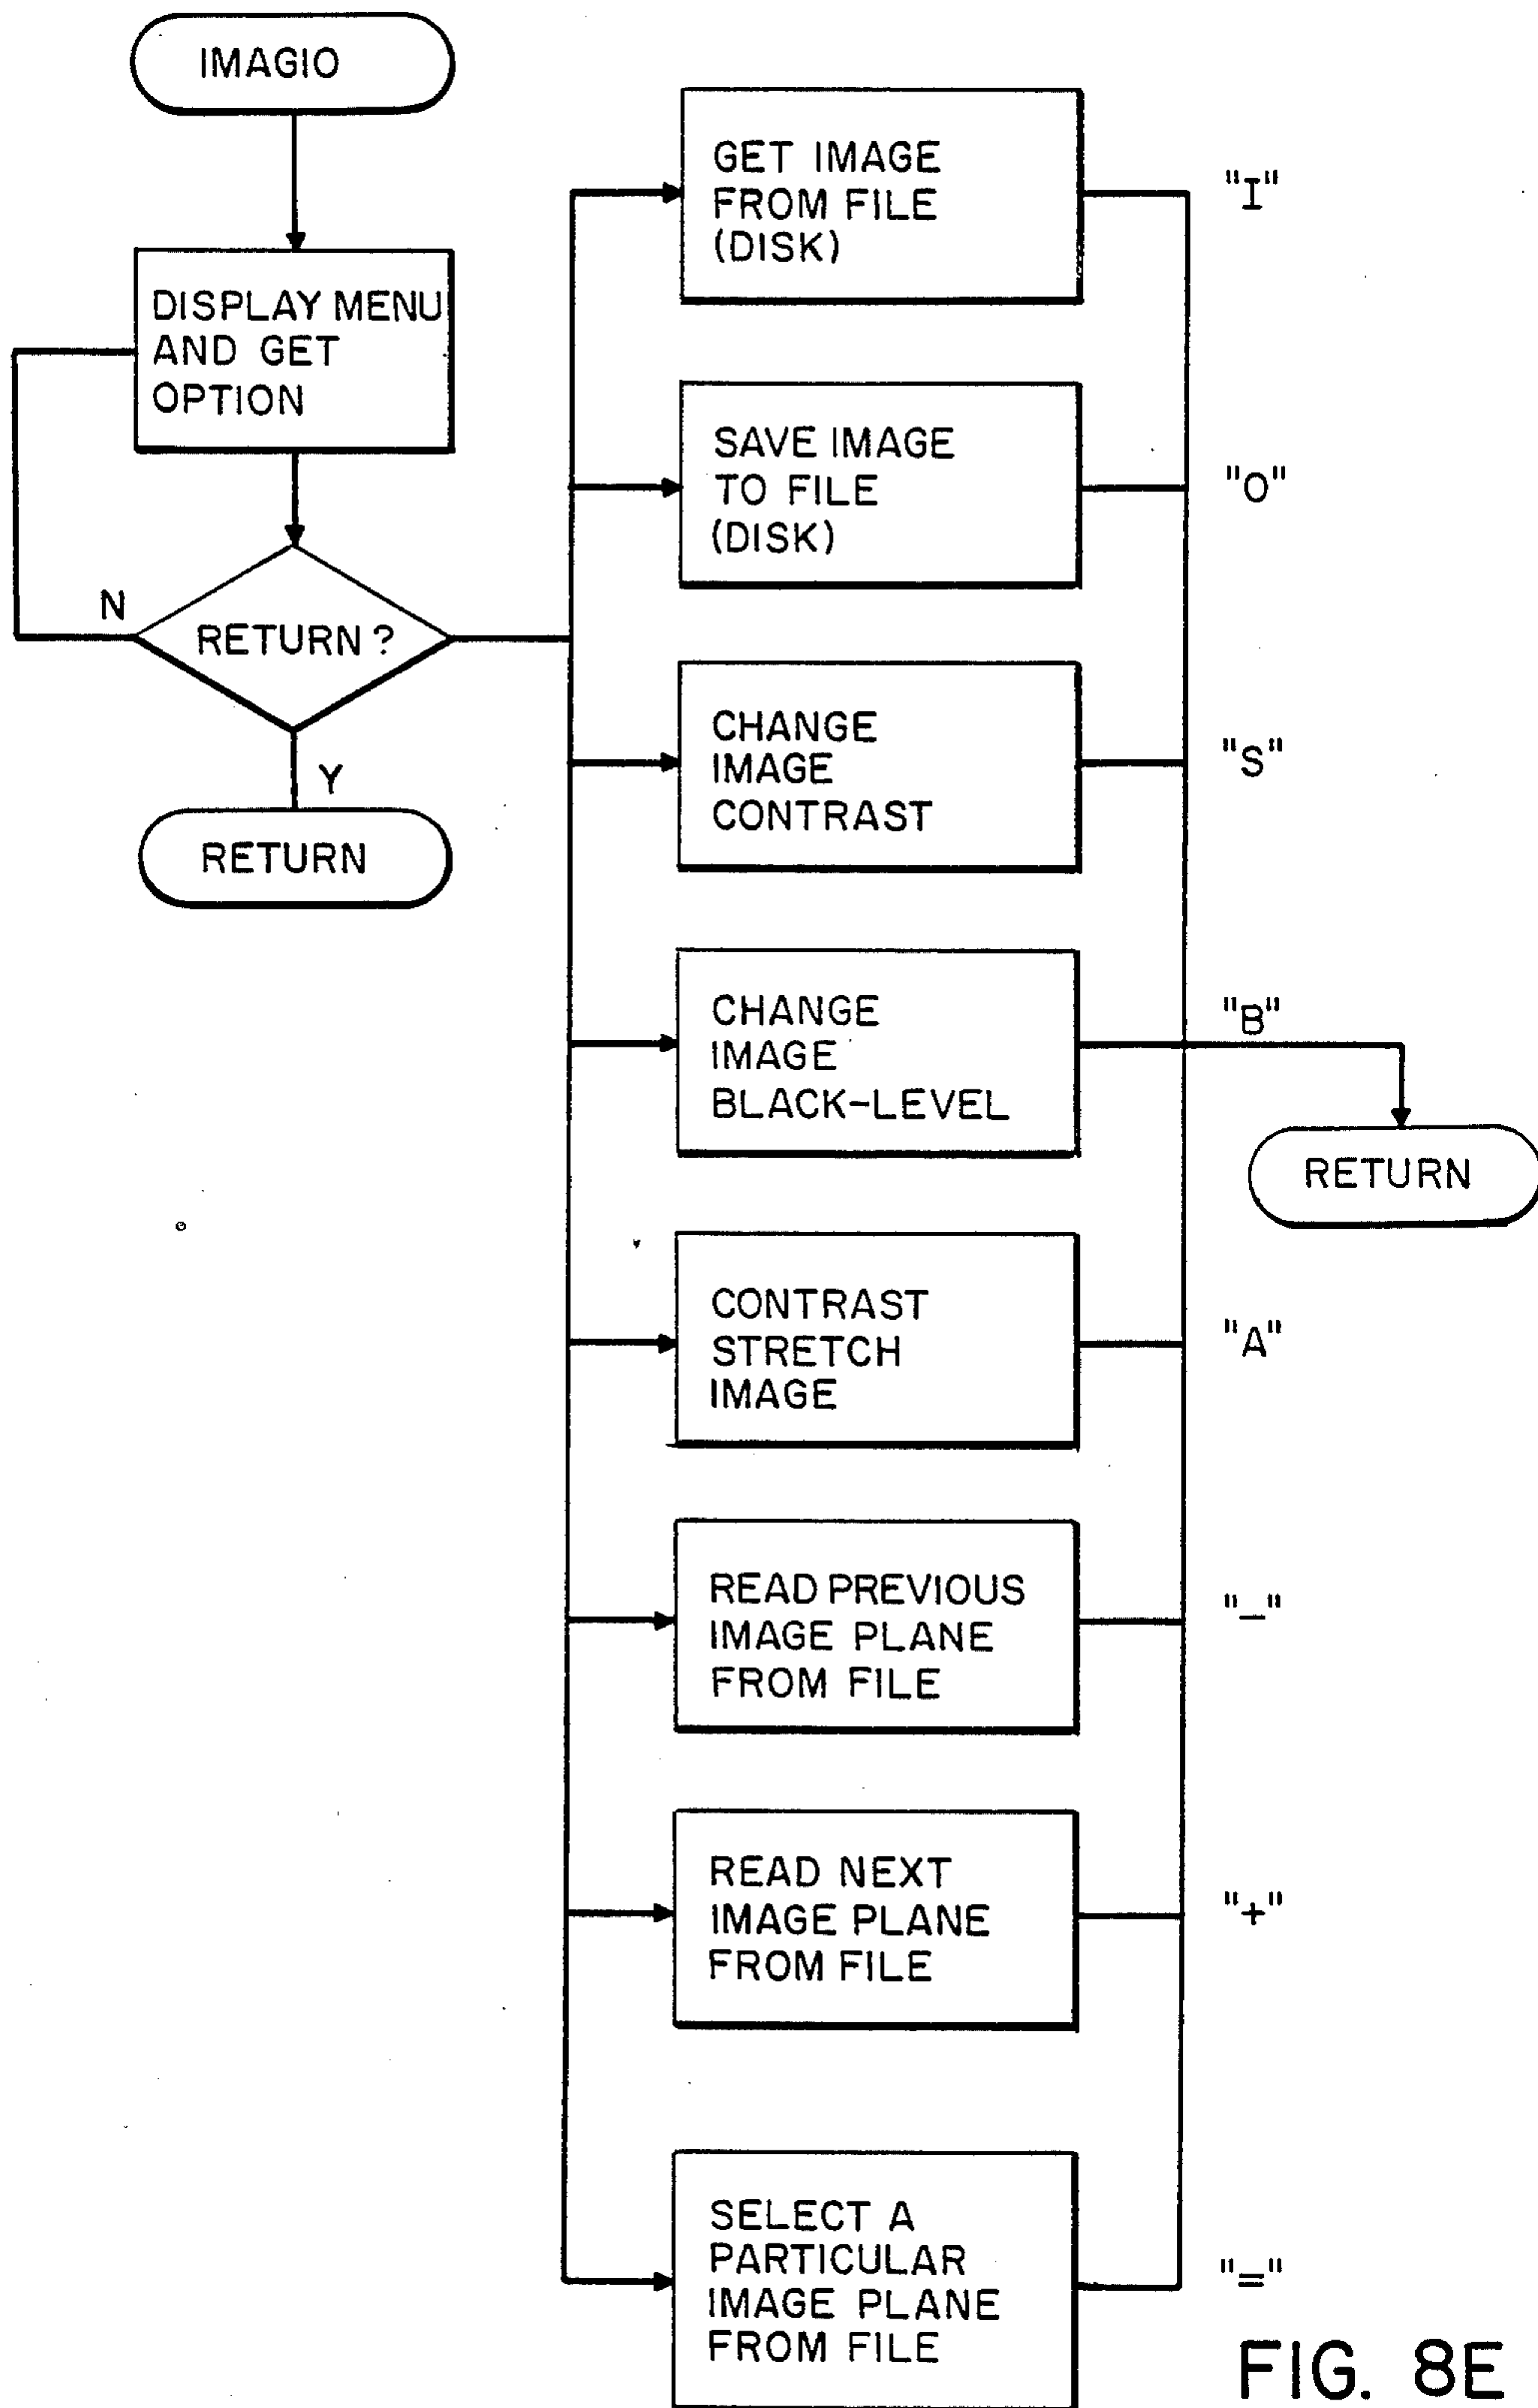 IMAGIO
DISPLAY MENU
AND GET
OPTION
N
RETURN ?
Y
RETURN
GET IMAGE
FROM FILE
(DISK)
"I"
SAVE IMAGE
TO FILE
(DISK)
"O"
CHANGE
IMAGE
CONTRAST
"S"
CHANGE
IMAGE
BLACK-LEVEL
"B"
RETURN
CONTRAST
STRETCH
IMAGE
"A"
READ PREVIOUS
IMAGE PLANE
FROM FILE
"-"
READ NEXT
IMAGE PLANE
FROM FILE
"+"
SELECT A
PARTICULAR
IMAGE PLANE
FROM FILE
"="
FIG. 8E